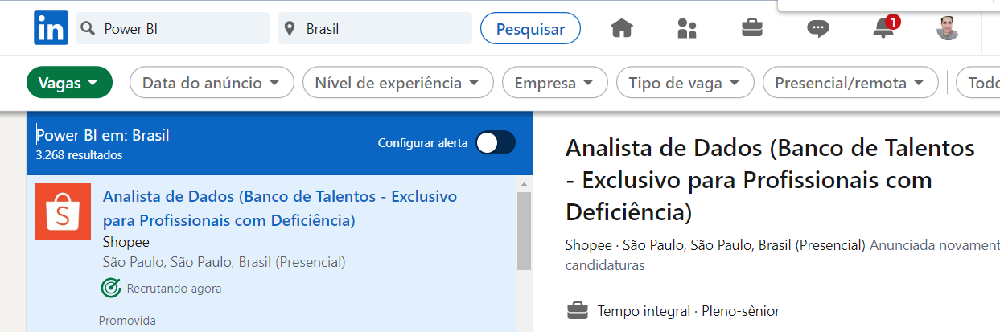 in Power BI Brasil Pesquisar 1
Vagas Data do anúncio Nível de experiência Empresa Tipo de vaga Presencial/remota Todo
Power BI em: Brasil
3.268 resultados
Configurar alerta
Analista de Dados (Banco de Talentos - Exclusivo
para Profissionais com Deficiência)
Shopee
São Paulo, São Paulo, Brasil (Presencial)
Recrutando agora
Promovida
Analista de Dados (Banco de Talentos
- Exclusivo para Profissionais com
Deficiência)
Shopee · São Paulo, São Paulo, Brasil (Presencial) Anunciada novament
candidaturas
Tempo integral · Pleno-sênior